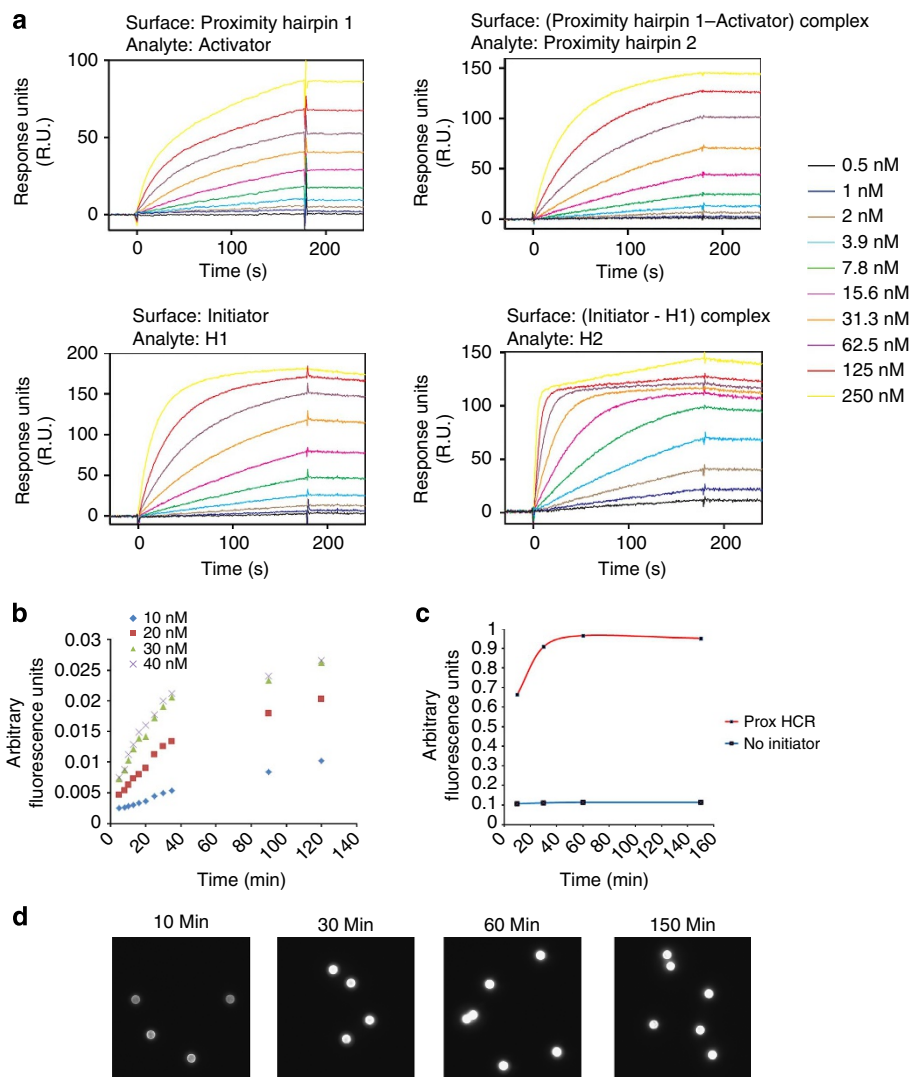 a
Surface: Proximity hairpin 1
Analyte: Activator
Response units
(R.U.)
100
50
0
0
100
200
Time (s)
Surface: (Proximity hairpin 1–Activator) complex
Analyte: Proximity hairpin 2
Response units
(R.U.)
150
100
50
0
0
100
200
Time (s)
Surface: Initiator
Analyte: H1
Response units
(R.U.)
200
150
100
50
0
0
100
200
Time (s)
Surface: (Initiator - H1) complex
Analyte: H2
Response units
(R.U.)
150
100
50
0
0
100
200
Time (s)
0.5 nM
1 nM
2 nM
3.9 nM
7.8 nM
15.6 nM
31.3 nM
62.5 nM
125 nM
250 nM
b
10 nM
20 nM
30 nM
40 nM
Arbitrary
fluorescence units
0.03
0.025
0.02
0.015
0.01
0.005
0
0
20
40
60
80
100
120
140
Time (min)
c
Arbitrary
fluorescence units
1
0.9
0.8
0.7
0.6
0.5
0.4
0.3
0.2
0.1
0
0
20
40
60
80
100
120
140
160
Time (min)
Prox HCR
No initiator
d
10 Min
30 Min
60 Min
150 Min